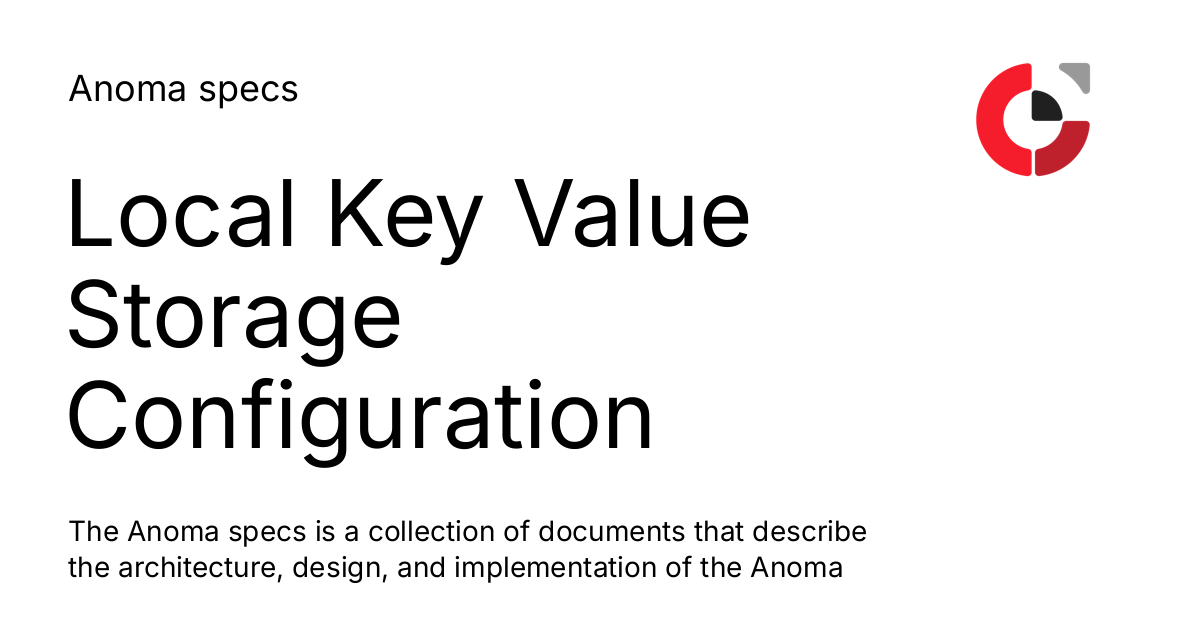 Anoma specs
Local Key Value
Storage
Configuration
The Anoma specs is a collection of documents that describe
the architecture, design, and implementation of the Anoma